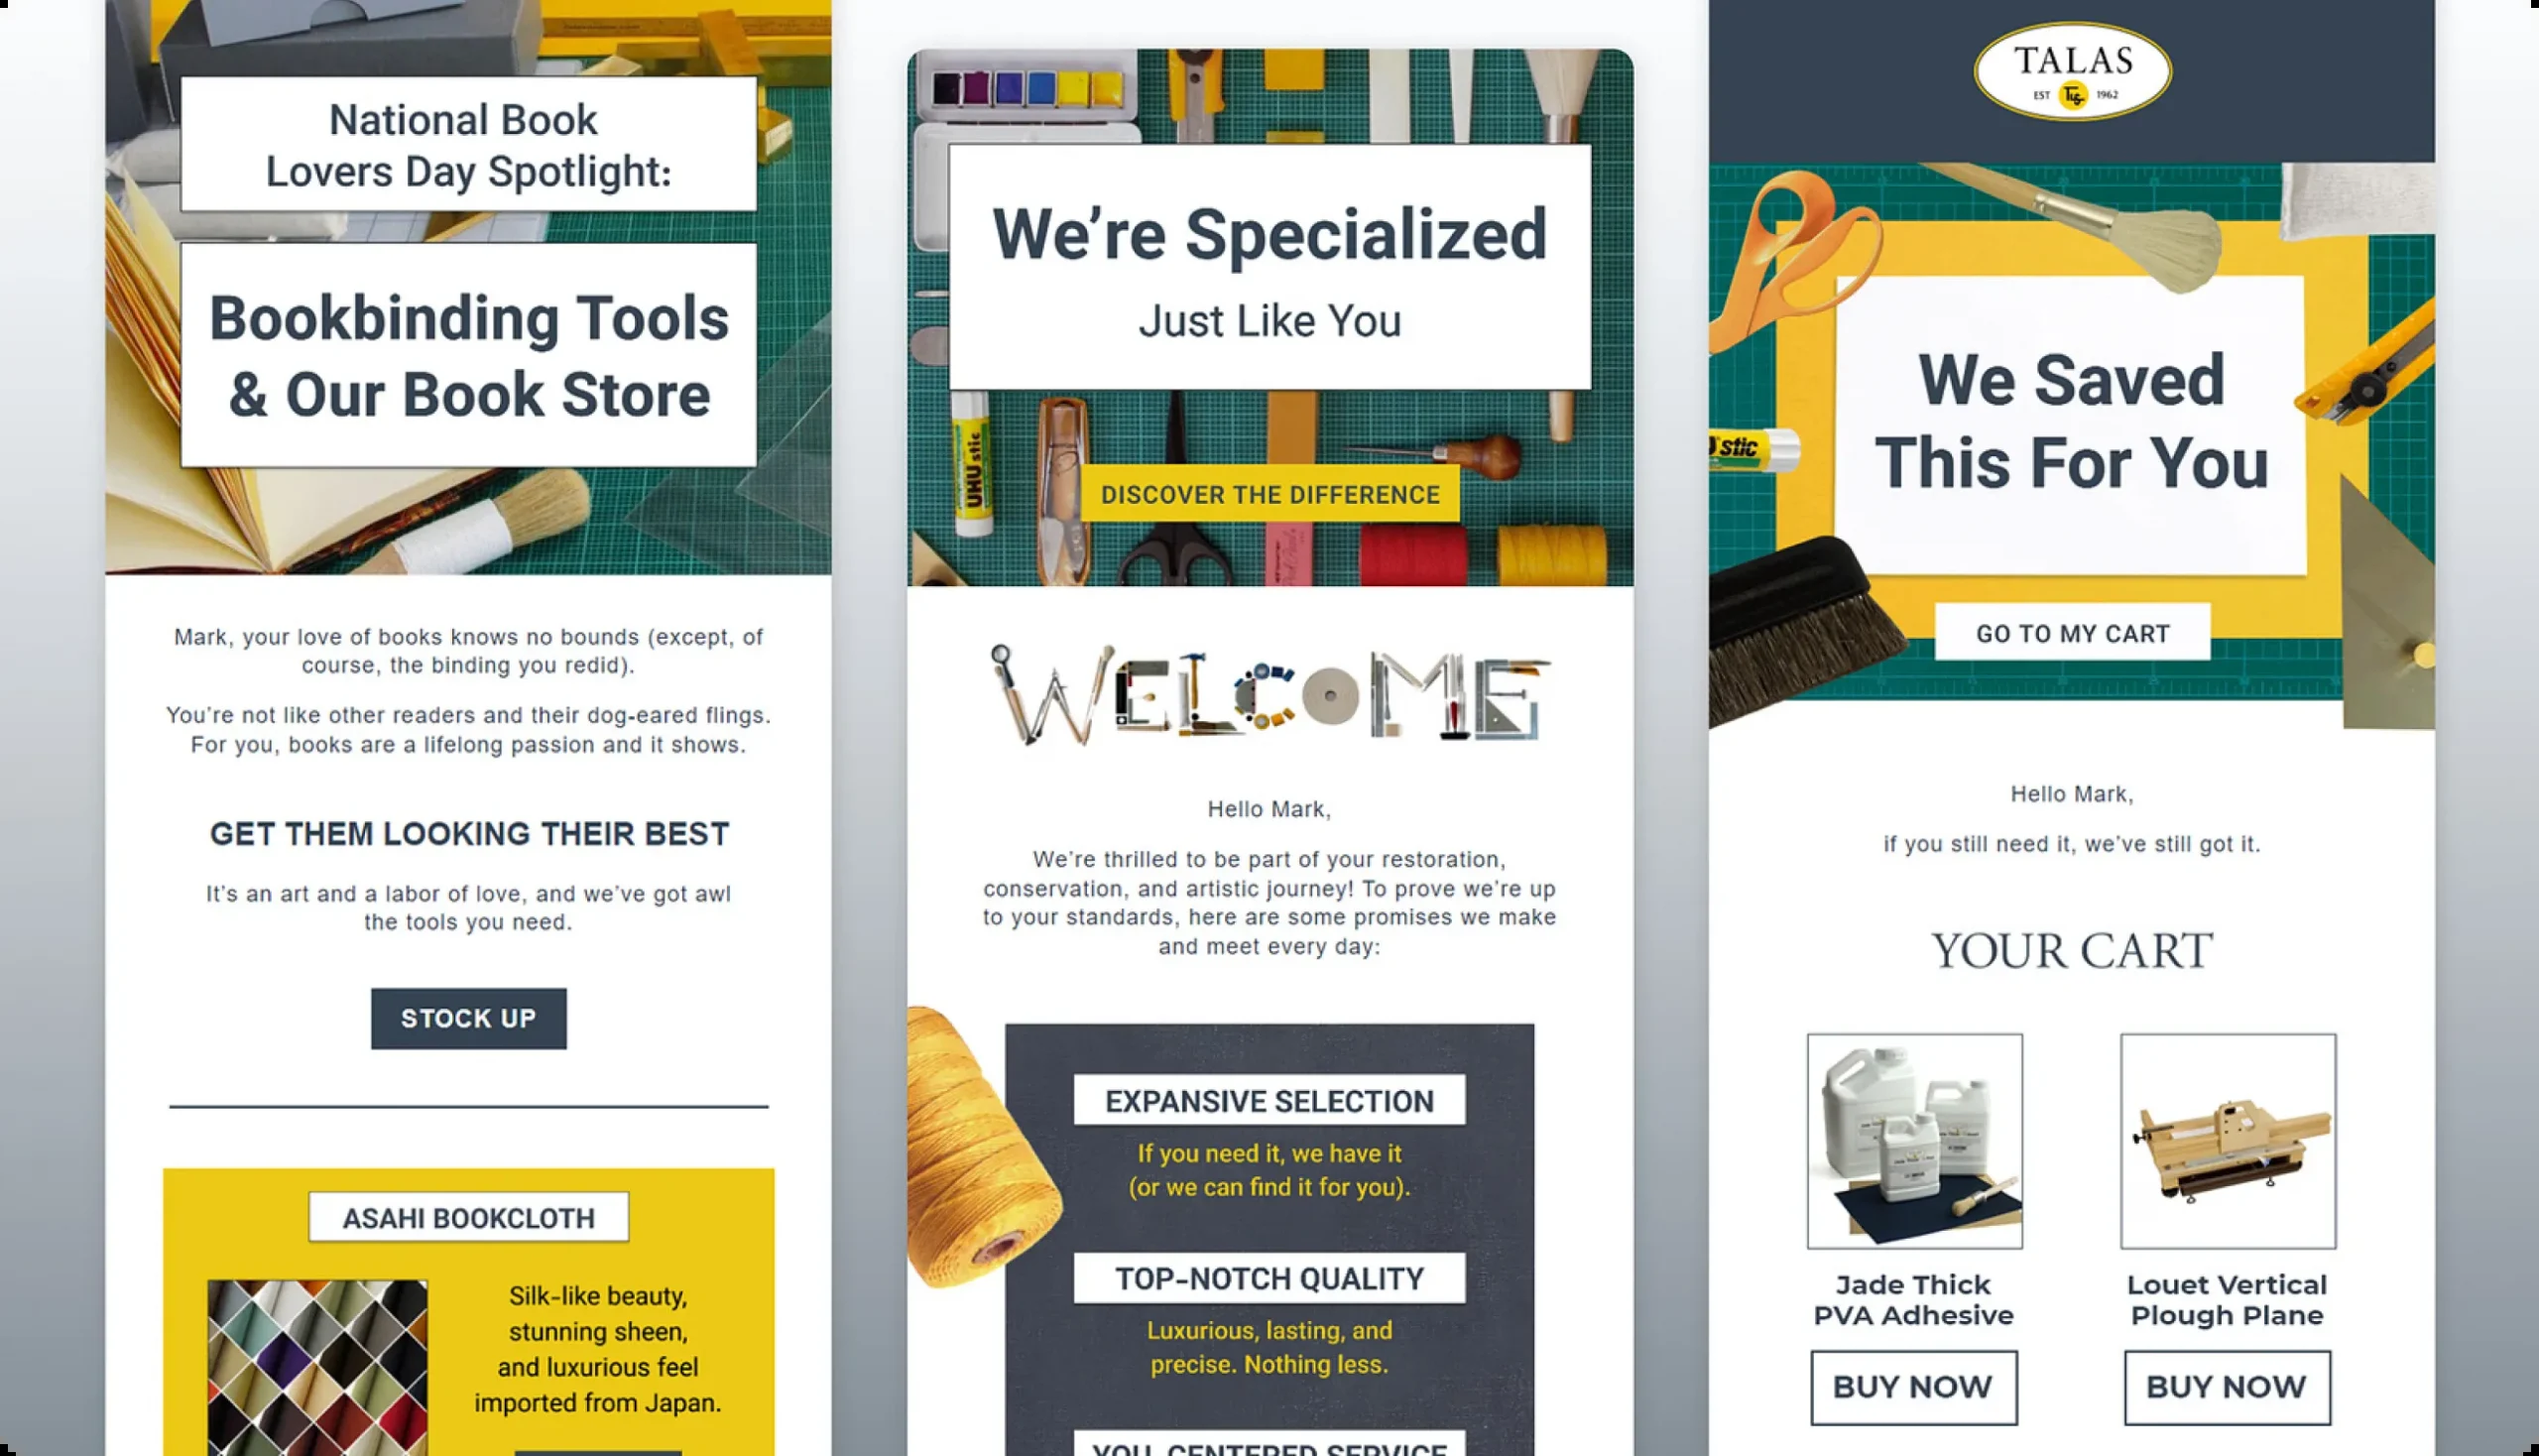 National Book
Lovers Day Spotlight:
Bookbinding Tools
& Our Book Store
Mark, your love of books knows no bounds (except, of
course, the binding you redid).
You're not like other readers and their dog-eared flings.
For you, books are a lifelong passion and it shows.
GET THEM LOOKING THEIR BEST
It's an art and a labor of love, and we've got awl
the tools you need.
STOCK UP
ASAHI BOOKCLOTH
Silk-like beauty,
stunning sheen,
and luxurious feel
imported from Japan.
We're Specialized
Just Like You
UHU stic
DISCOVER THE DIFFERENCE
WELCOME
Hello Mark,
We're thrilled to be part of your restoration,
conservation, and artistic journey! To prove we're up
to your standards, here are some promises we make
and meet every day:
EXPANSIVE SELECTION
If you need it, we have it
(or we can find it for you).
TOP-NOTCH QUALITY
Luxurious, lasting, and
precise. Nothing less.
YOU-CENTERED SERVICE
TALAS
EST 1962
We Saved
This For You
stic
GO TO MY CART
Hello Mark,
if you still need it, we've still got it.
YOUR CART
Jade Thick
PVA Adhesive
BUY NOW
Louet Vertical
Plough Plane
BUY NOW